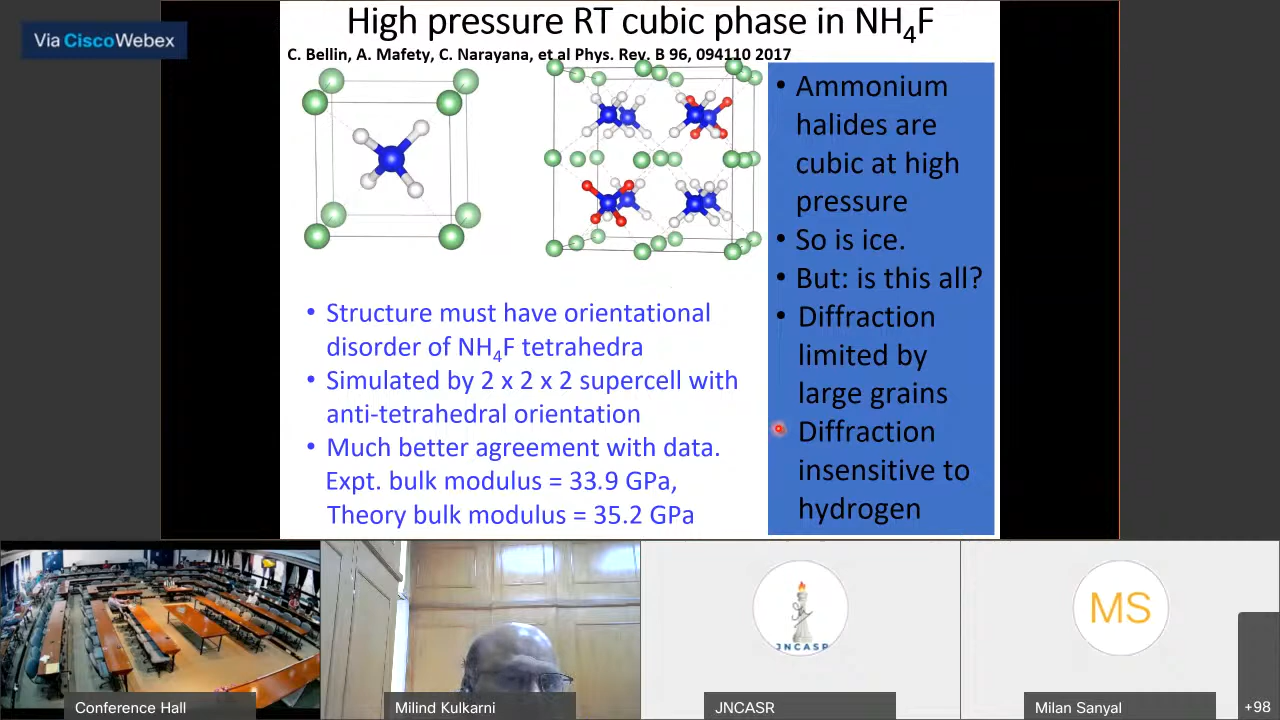 Via Cisco Webex
High pressure RT cubic phase in NH₄F
C. Bellin, A. Mafety, C. Narayana, et al Phys. Rev. B 96, 094110 2017
• Structure must have orientational
disorder of NH₄F tetrahedra
• Simulated by 2 x 2 x 2 supercell with
anti-tetrahedral orientation
• Much better agreement with data.
Expt. bulk modulus = 33.9 GPa,
Theory bulk modulus = 35.2 GPa
• Ammonium
halides are
cubic at high
pressure
• So is ice.
• But: is this all?
• Diffraction
limited by
large grains
Diffraction
insensitive to
hydrogen
JNCASR
MS
Conference Hall
Milind Kulkarni
JNCASR
Milan Sanyal
+98